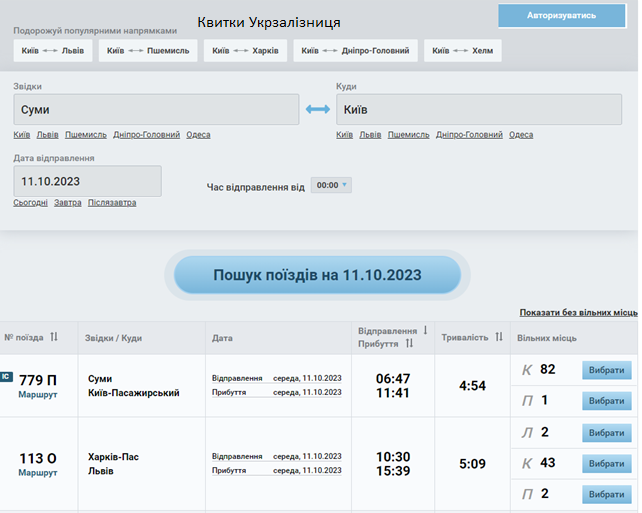 Квитки Укрзалізниця
Авторизуватись
Подорожуй популярними напрямками
Київ Львів Київ Пшемисль Київ Харків Київ Дніпро-Головний Київ Хелм
Звідки Куди
Суми Київ
Київ Львів Пшемисль Дніпро-Головний Одеса Київ Львів Пшемисль Дніпро-Головний Одеса
Дата відправлення
11.10.2023 Час відправлення від 00:00
Сьогодні Завтра Післязавтра
Пошук поїздів на 11.10.2023
Показати без вільних місць
№ поїзда Звідки / Куди Дата Відправлення Прибуття Тривалість Вільних місць
ІС 779 П Маршрут
Суми
Київ-Пасажирський
Відправлення середа, 11.10.2023
Прибуття середа, 11.10.2023
06:47
11:41
4:54
К 82 Вибрати
П 1 Вибрати
113 О Маршрут
Харків-Пас
Львів
Відправлення середа, 11.10.2023
Прибуття середа, 11.10.2023
10:30
15:39
5:09
Л 2 Вибрати
К 43 Вибрати
П 2 Вибрати